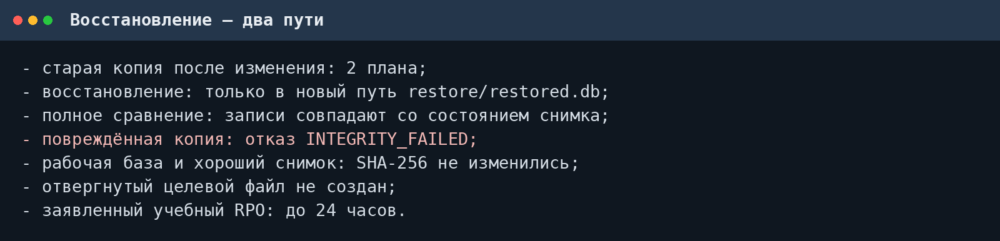 Восстановление — два пути
- старая копия после изменения: 2 плана;
- восстановление: только в новый путь restore/restored.db;
- полное сравнение: записи совпадают со состоянием снимка;
- повреждённая копия: отказ INTEGRITY_FAILED;
- рабочая база и хороший снимок: SHA-256 не изменились;
- отвергнутый целевой файл не создан;
- заявленный учебный RPO: до 24 часов.